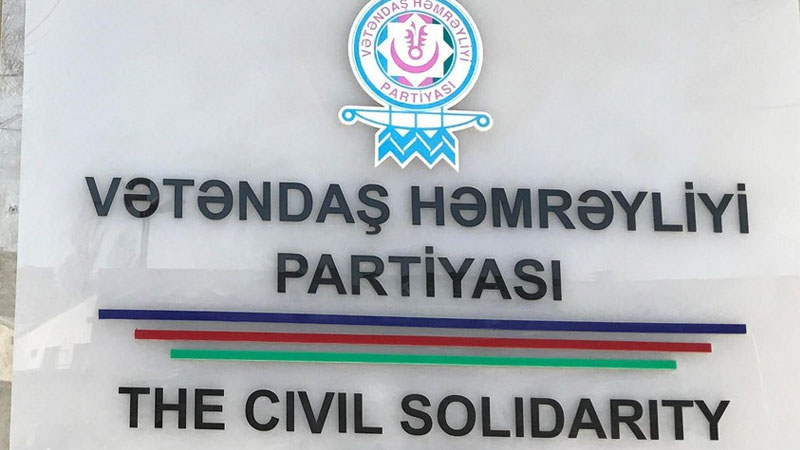 VƏTƏNDAŞ HƏMRƏYLİYİ
PARTİYASI
VƏTƏNDAŞ HƏMRƏYLİYİ
PARTİYASI
THE CIVIL SOLIDARITY